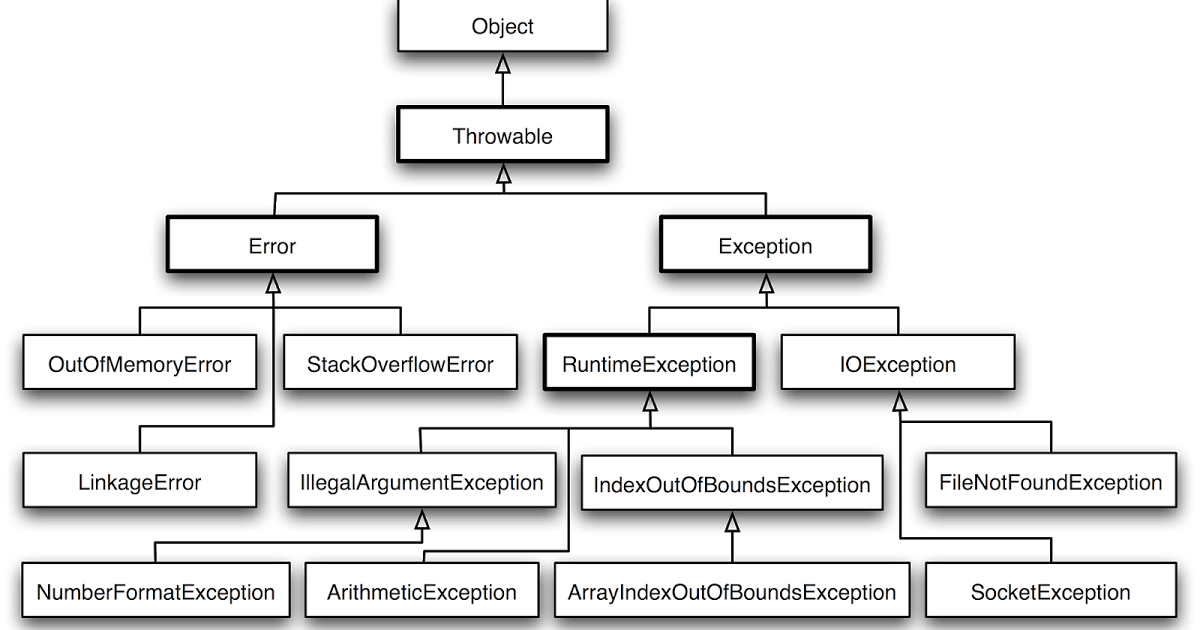 Object
Throwable
Error
Exception
OutOfMemoryError
StackOverflowError
RuntimeException
IOException
LinkageError
IllegalArgumentException
IndexOutOfBoundsException
FileNotFoundException
NumberFormatException
ArithmeticException
ArrayIndexOutOfBoundsException
SocketException